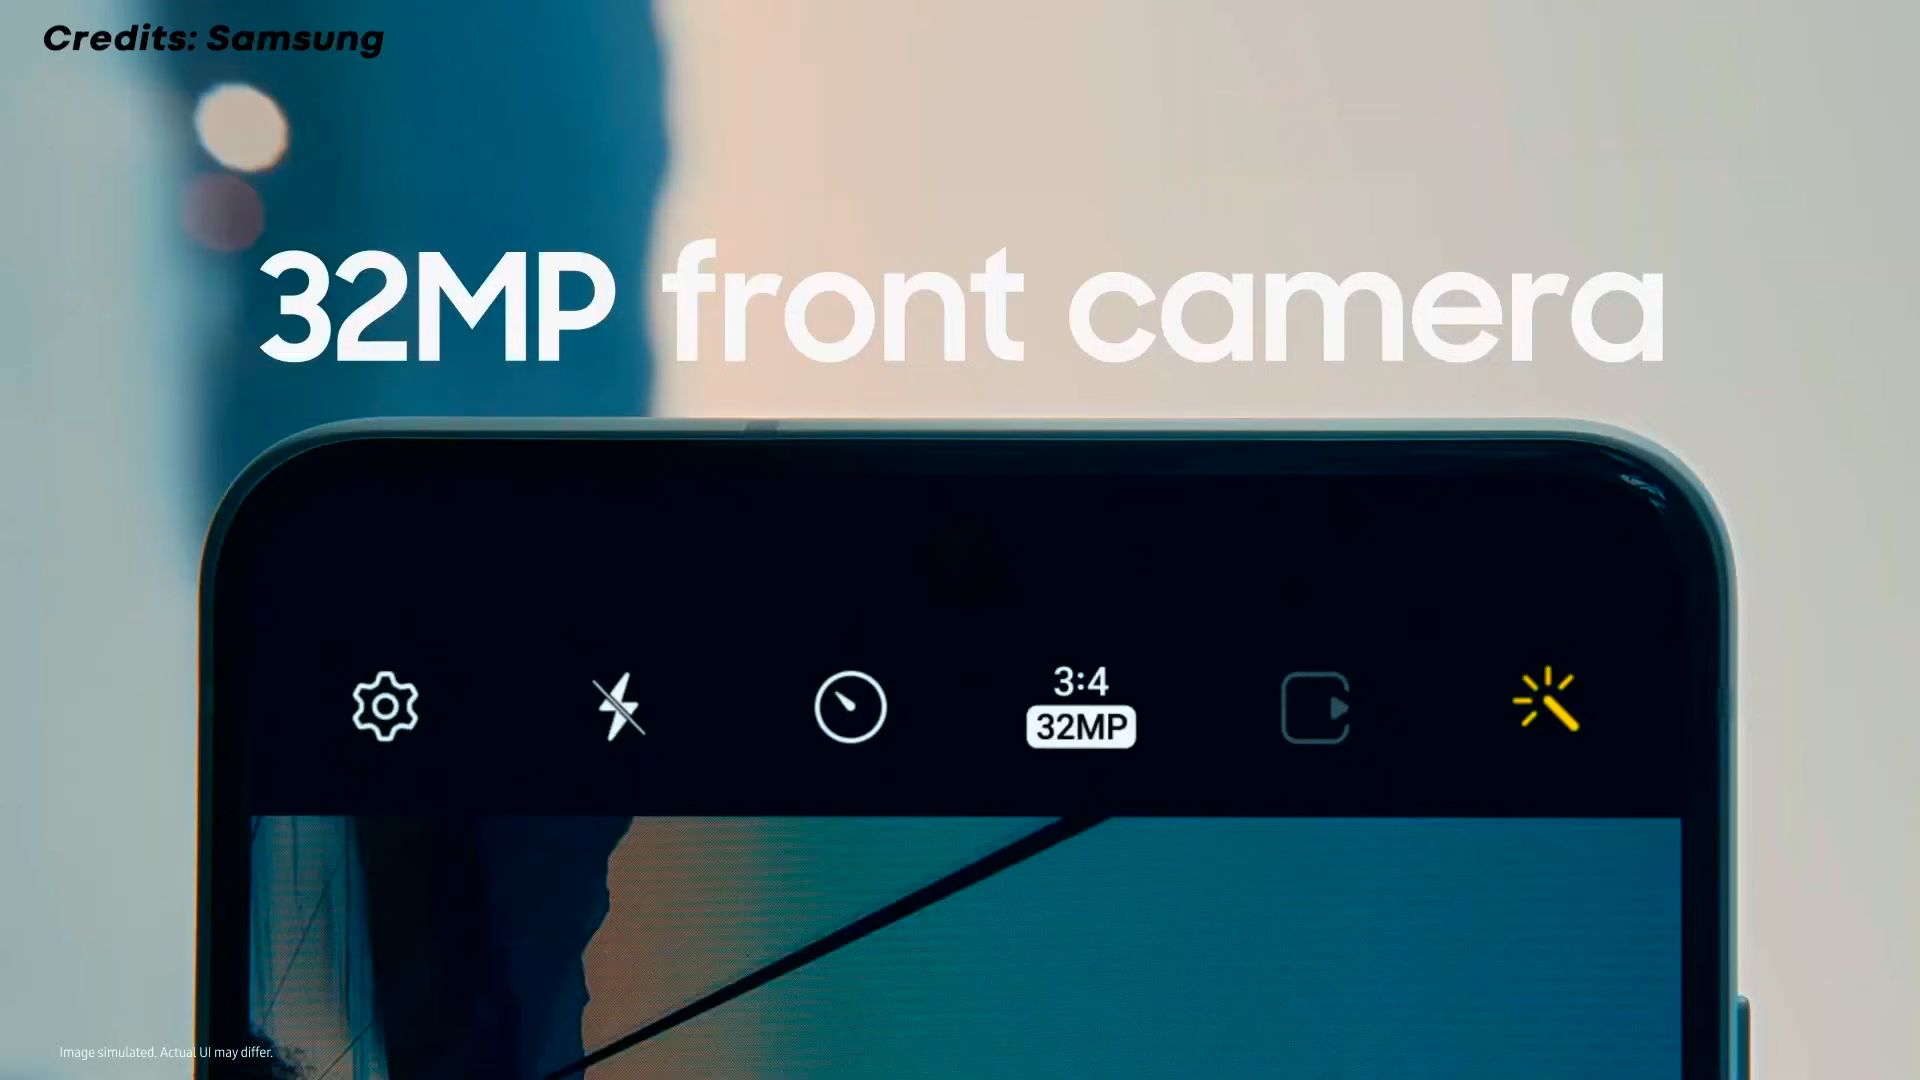 Credits: Samsung
32MP front camera
3:4
32MP
Image simulated. Actual UI may differ.